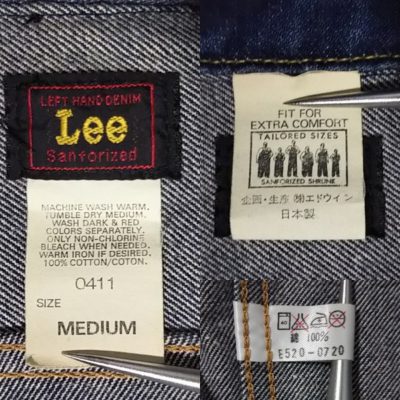 LEFT HAND DENIM
Lee
Sanforized
MACHINE WASH WARM.
TUMBLE DRY MEDIUM.
WASH DARK & RED
COLORS SEPARATELY.
ONLY NON-CHLORINE
BLEACH WHEN NEEDED.
WARM IRON IF DESIRED.
100% COTTON/COTON.
0411
SIZE
MEDIUM
FIT FOR
EXTRA COMFORT
TAILORED SIZES
SANFORIZED SHRUNK
企画・生産 ㈱エドウイン
日本製
40
綿 100%
E520-0720